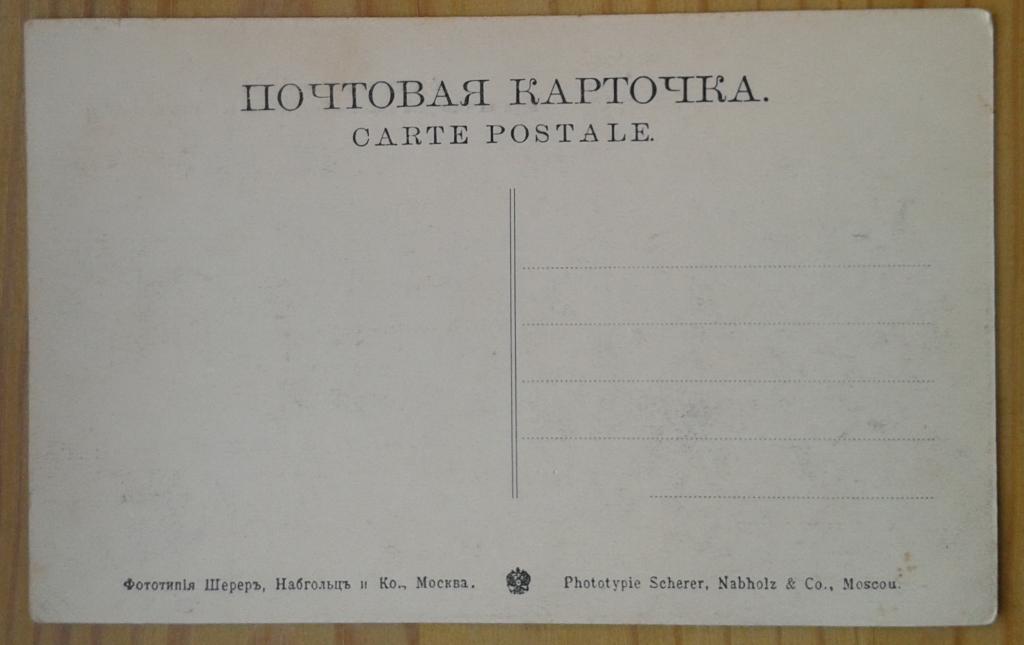 ПОЧТОВАЯ КАРТОЧКА.
CARTE POSTALE.
Фототипія Шереръ, Набгольцъ и Ко., Москва.
Phototypie Scherer, Nabholz & Co., Moscou.